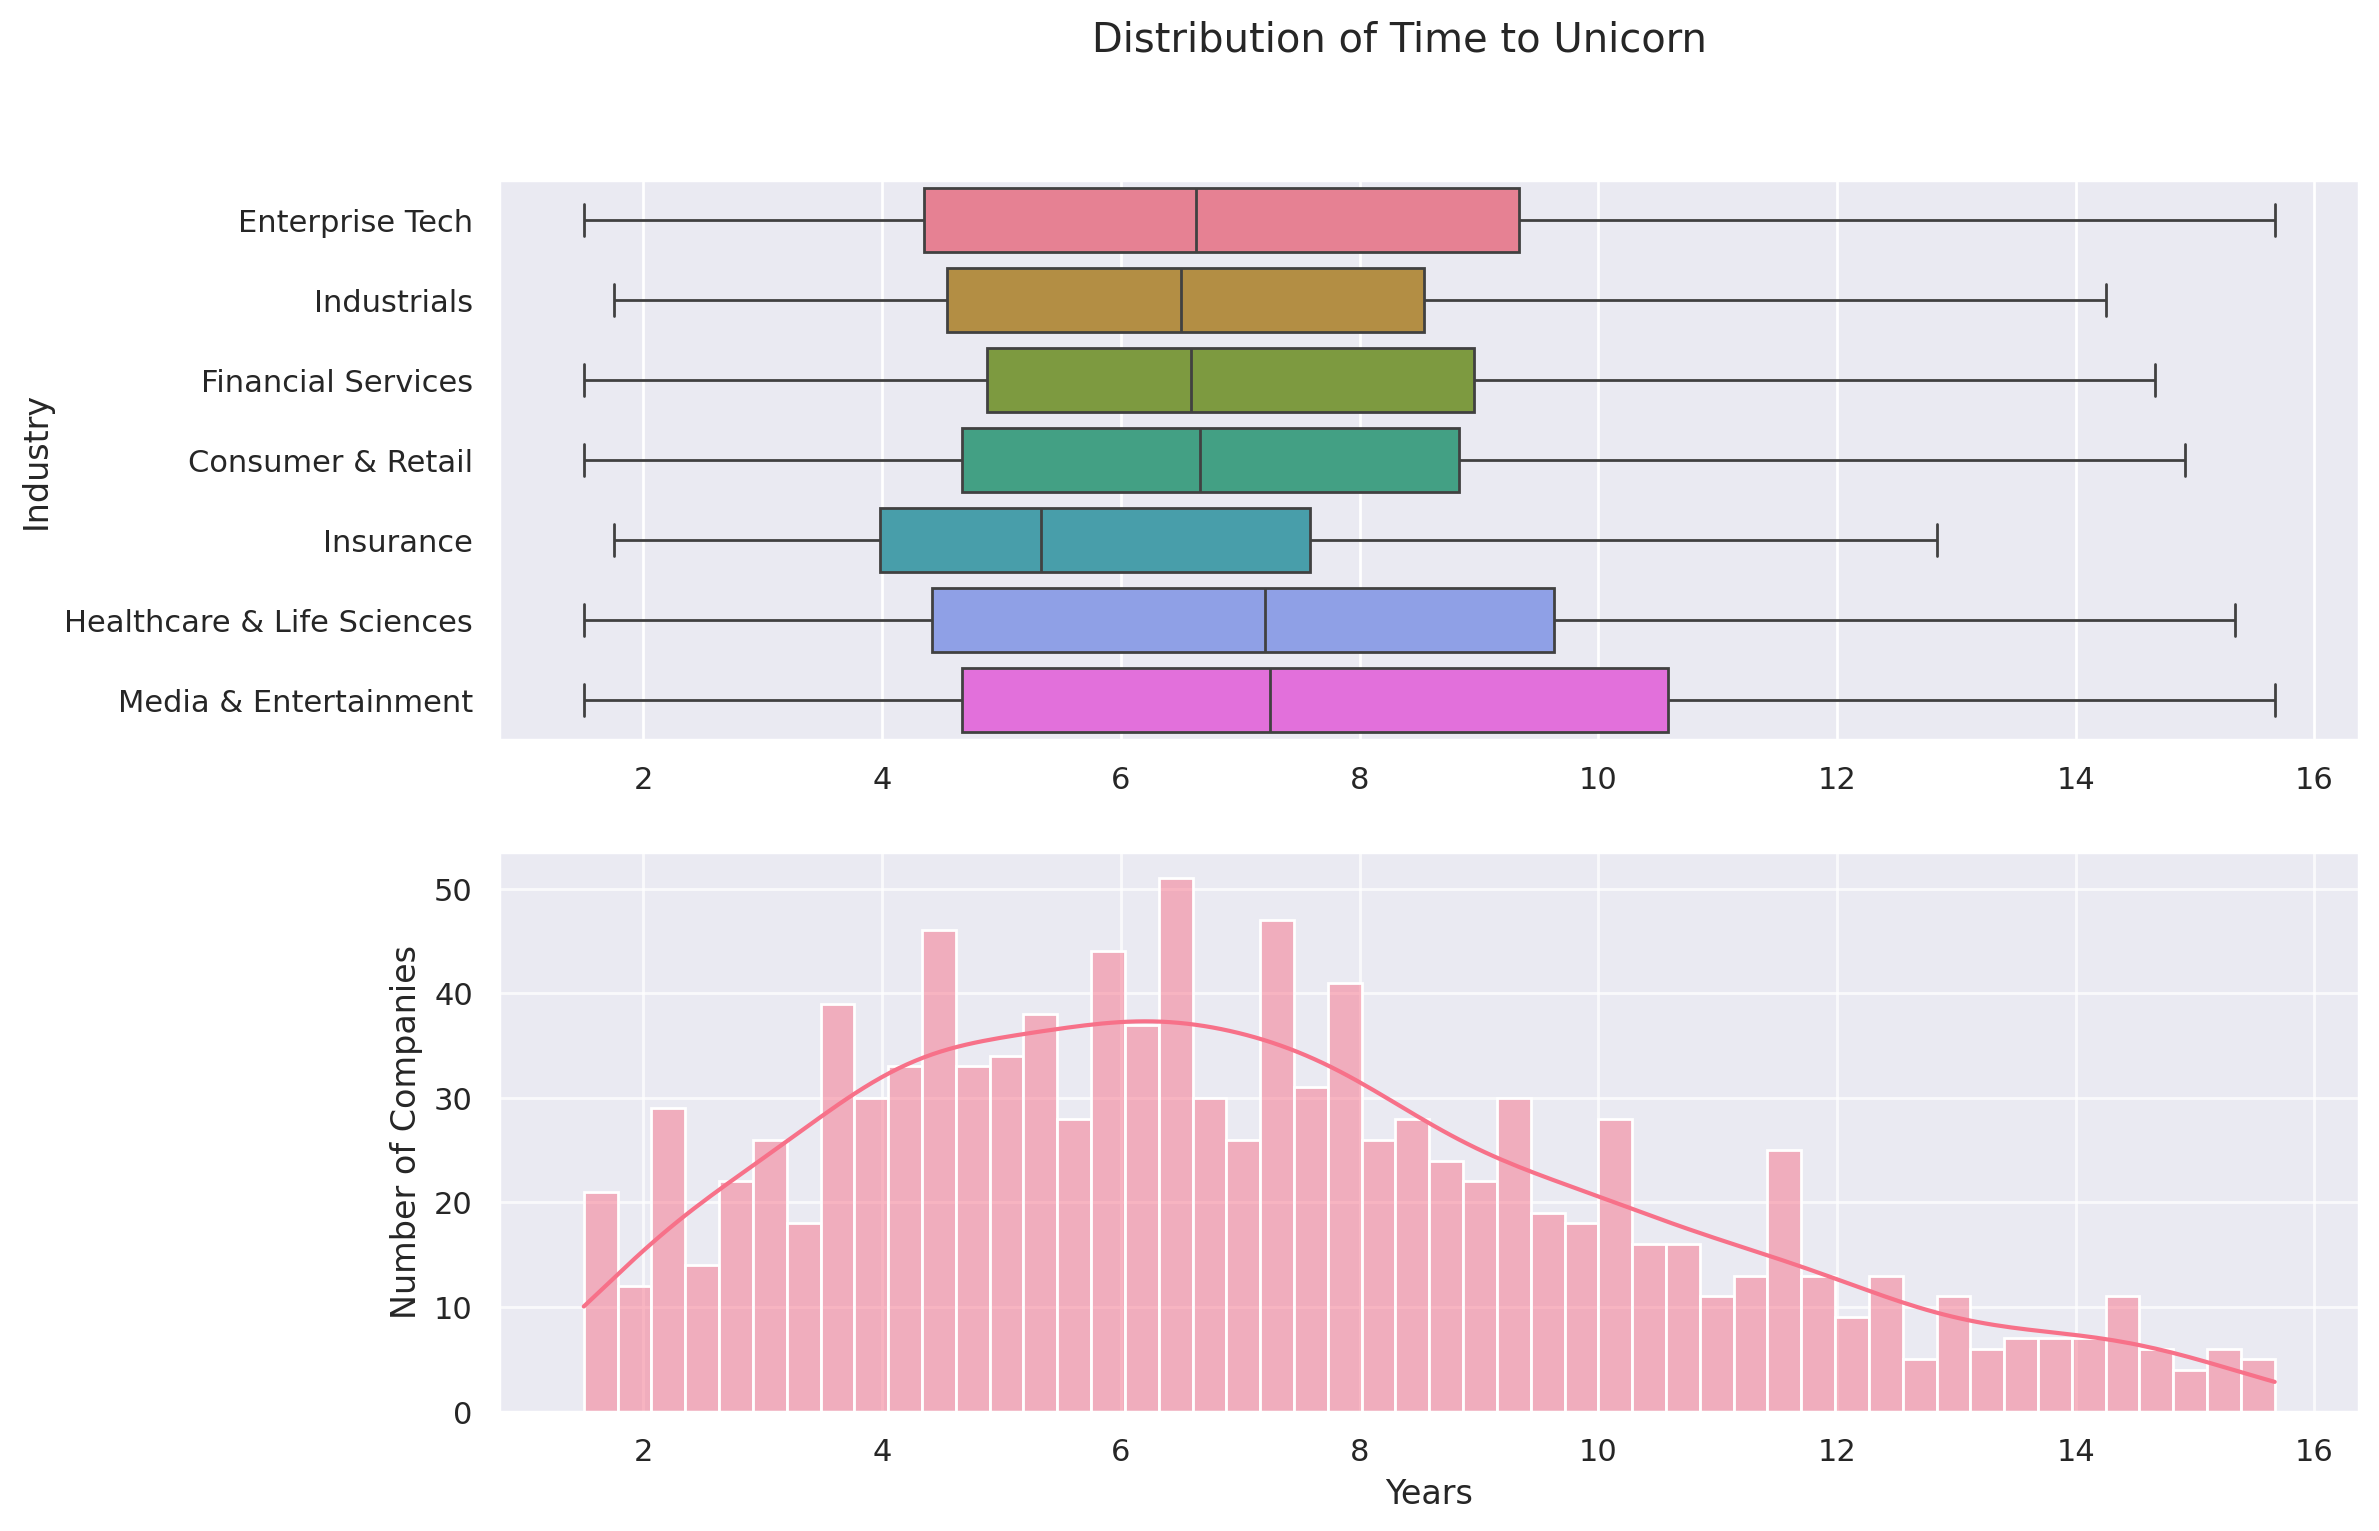 Distribution of Time to Unicorn
Industry
Enterprise Tech
Industrials
Financial Services
Consumer & Retail
Insurance
Healthcare & Life Sciences
Media & Entertainment
2 4 6 8 10 12 14 16
Number of Companies
50
40
30
20
10
0
2 4 6 8 10 12 14 16
Years